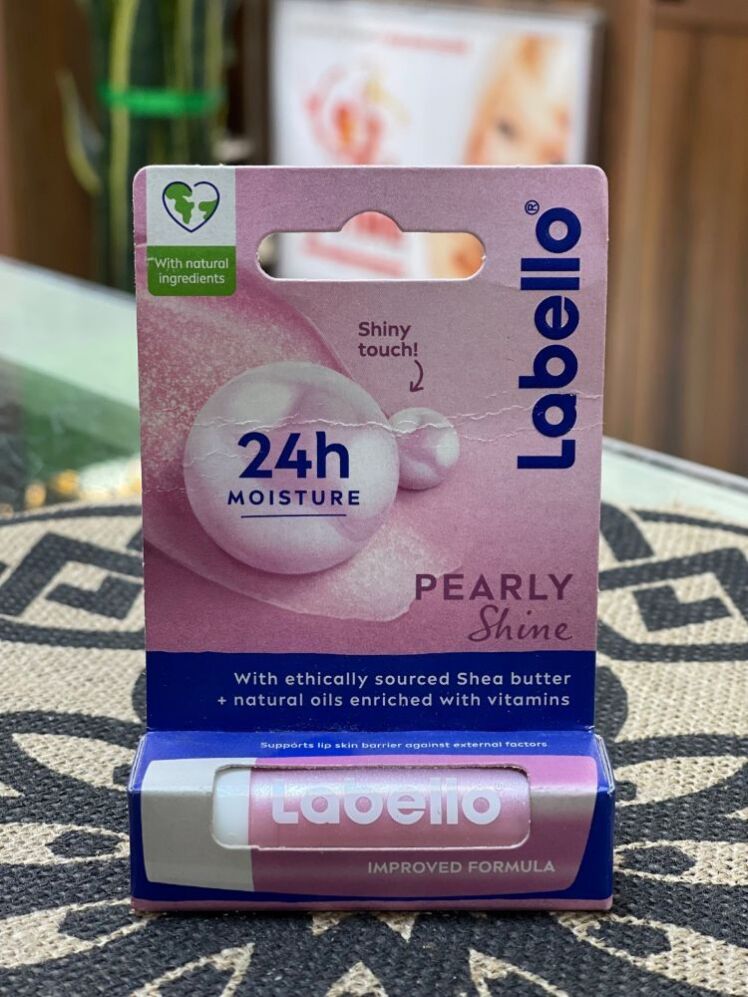 With natural
ingredients
Labello®
Shiny
touch!
24h
MOISTURE
PEARLY
Shine
With ethically sourced Shea butter
+ natural oils enriched with vitamins
Supports lip skin barrier against external factors
Labello
IMPROVED FORMULA